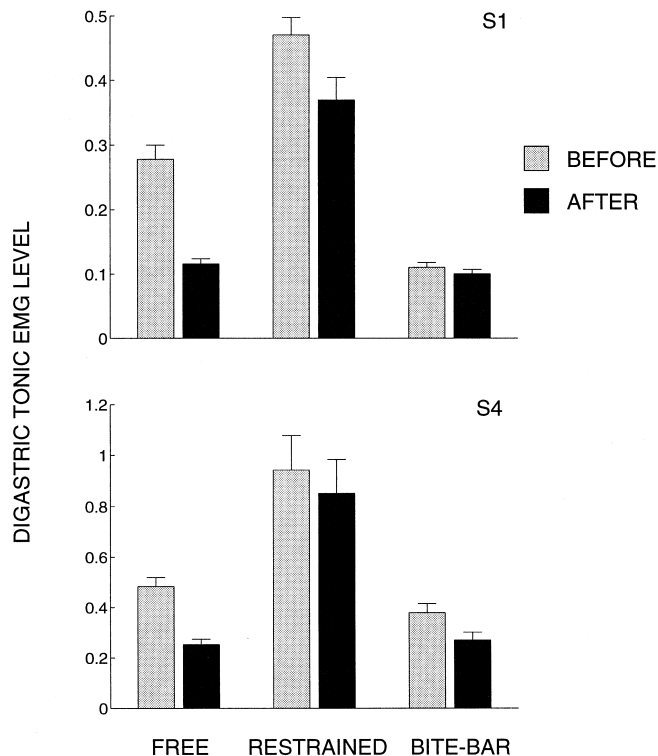 S1
0.5
0.4
0.3
0.2
0.1
0
BEFORE
AFTER
DIGASTRIC TONIC EMG LEVEL
S4
1.2
1
0.8
0.6
0.4
0.2
0
FREE RESTRAINED BITE-BAR